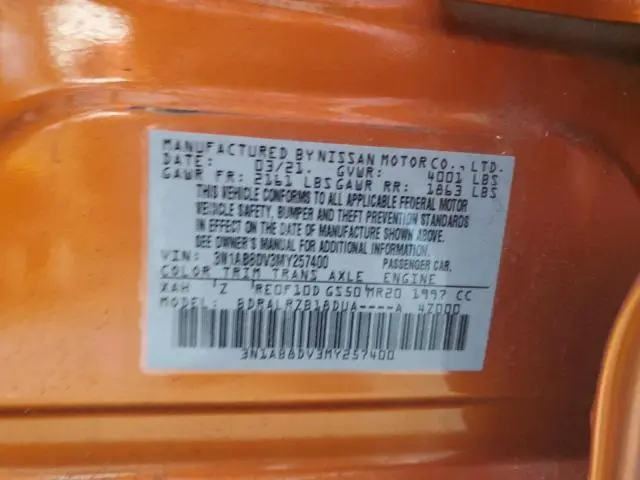 MANUFACTURED BY NISSAN MOTOR CO., LTD.
DATE: 03/21. GVWR: 4001 LBS
GAWR FR: 2161 LBS GAWR RR: 1863 LBS
THIS VEHICLE CONFORMS TO ALL APPLICABLE FEDERAL MOTOR
VEHICLE SAFETY, BUMPER AND THEFT PREVENTION STANDARDS
IN EFFECT ON THE DATE OF MANUFACTURE SHOWN ABOVE.
SEE OWNER'S MANUAL FOR ADDITIONAL INFORMATION.
VIN: 3N1AB8DV3MY257400 PASSENGER CAR.
COLOR TRIM TRANS AXLE ENGINE
XAH Z RE0F10D GS50 MR20 1997 CC
MODEL: BDRALRZB18DUA----A 4Z000
3N1AB8DV3MY257400